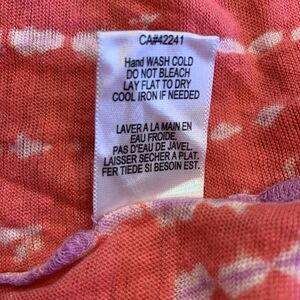 CA#42241
Hand WASH COLD
DO NOT BLEACH
LAY FLAT TO DRY
COOL IRON IF NEEDED
LAVER A LA MAIN EN
EAU FROIDE.
PAS D'EAU DE JAVEL.
LAISSER SECHER A PLAT.
FER TIEDE SI BESOIN EST.